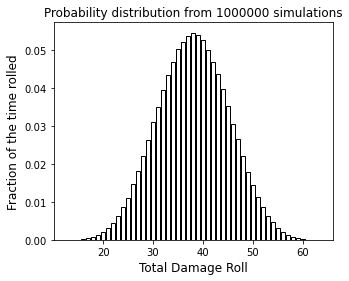 Probability distribution from 1000000 simulations
Fraction of the time rolled
0.05
0.04
0.03
0.02
0.01
0.00
20 30 40 50 60
Total Damage Roll